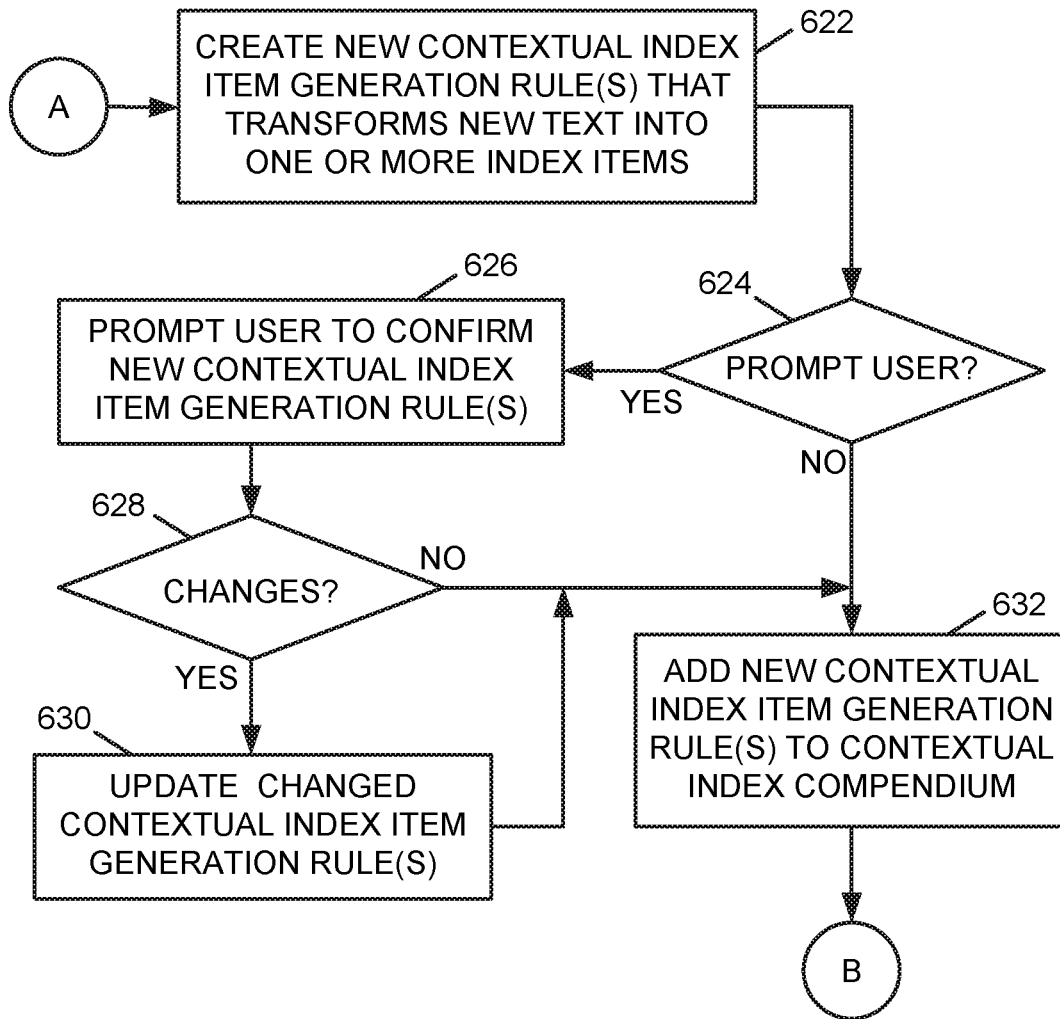 622
CREATE NEW CONTEXTUAL INDEX
ITEM GENERATION RULE(S) THAT
TRANSFORMS NEW TEXT INTO
ONE OR MORE INDEX ITEMS
A
626
624
PROMPT USER TO CONFIRM
NEW CONTEXTUAL INDEX
ITEM GENERATION RULE(S)
PROMPT USER?
YES
NO
628
NO
CHANGES?
632
YES
ADD NEW CONTEXTUAL
INDEX ITEM GENERATION
RULE(S) TO CONTEXTUAL
INDEX COMPENDIUM
630
UPDATE CHANGED
CONTEXTUAL INDEX ITEM
GENERATION RULE(S)
B